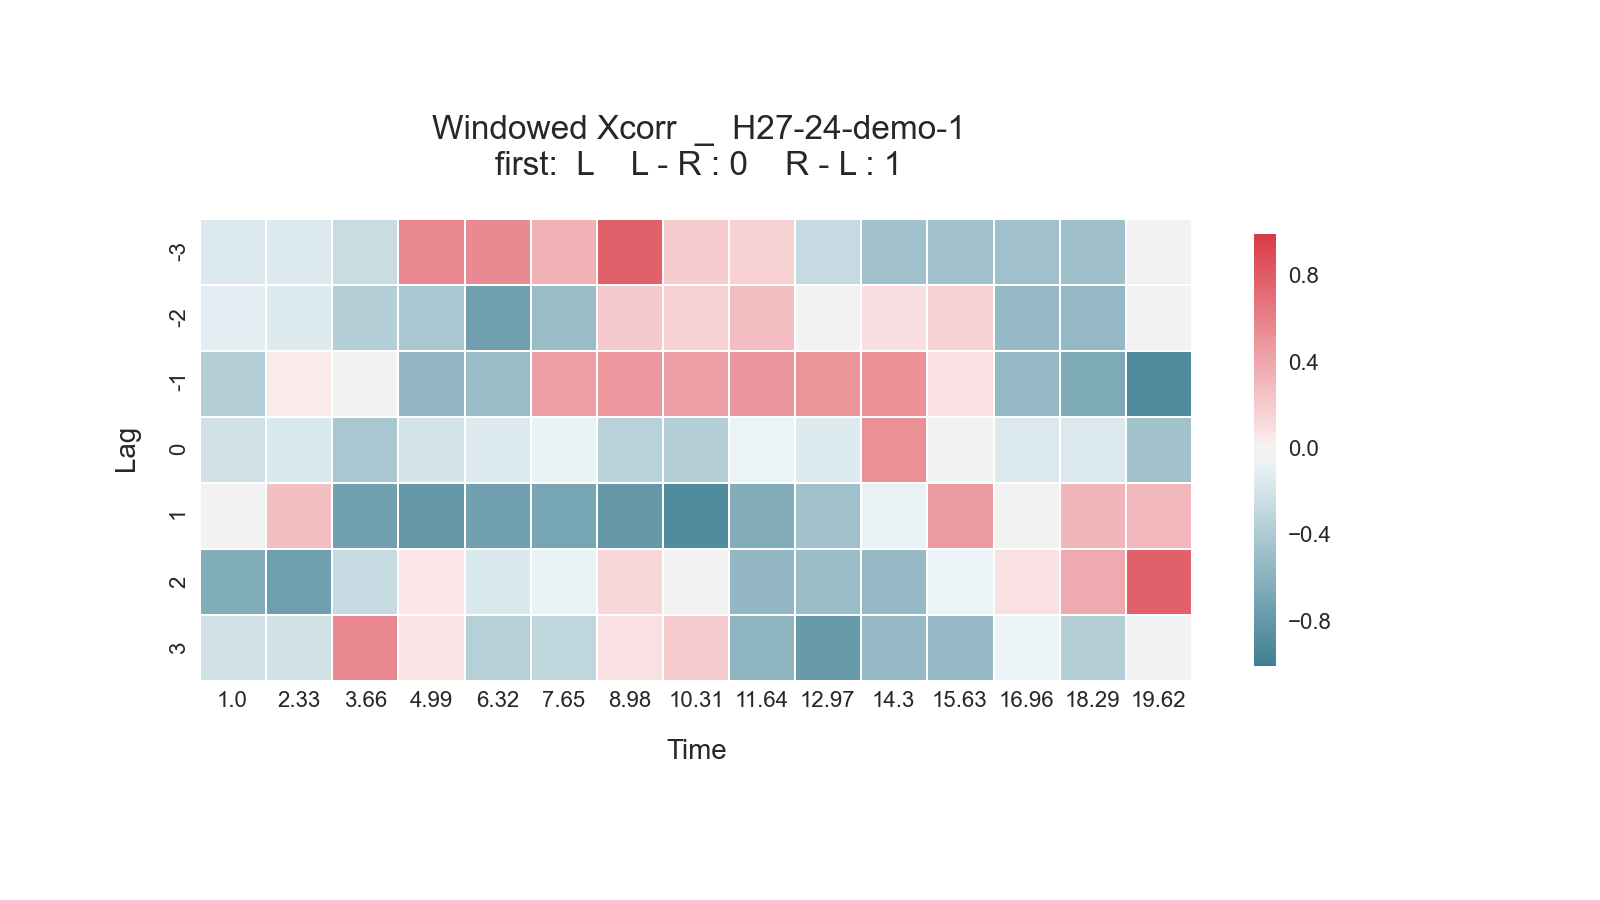 Windowed Xcorr _ H27-24-demo-1
first: L L - R : 0 R - L : 1
Lag
-3
-2
-1
0
1
2
3
1.0 2.33 3.66 4.99 6.32 7.65 8.98 10.31 11.64 12.97 14.3 15.63 16.96 18.29 19.62
Time
0.8
0.4
0.0
−0.4
−0.8